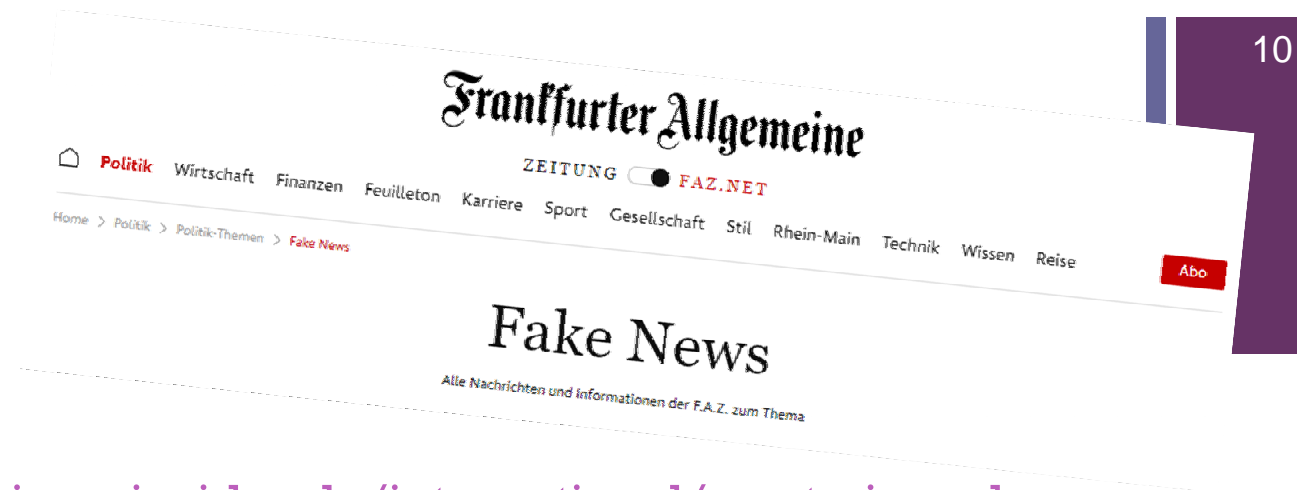 10
Frankfurter Allgemeine
ZEITUNG FAZ.NET
Politik Wirtschaft Finanzen Feuilleton Karriere Sport Gesellschaft Stil Rhein-Main Technik Wissen Reise
Abo
Home > Politik > Politik-Themen > Fake News
Fake News
Alle Nachrichten und Informationen der F.A.Z. zum Thema